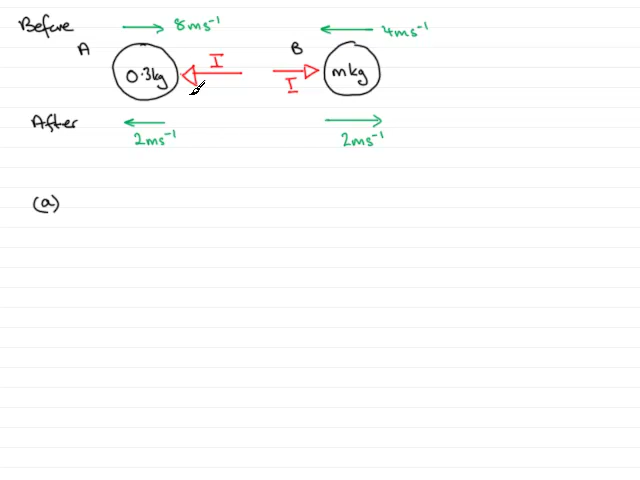 Before 8ms⁻¹ 4ms⁻¹
A B
I
0.3kg mkg
I
After
2ms⁻¹ 2ms⁻¹
(a)